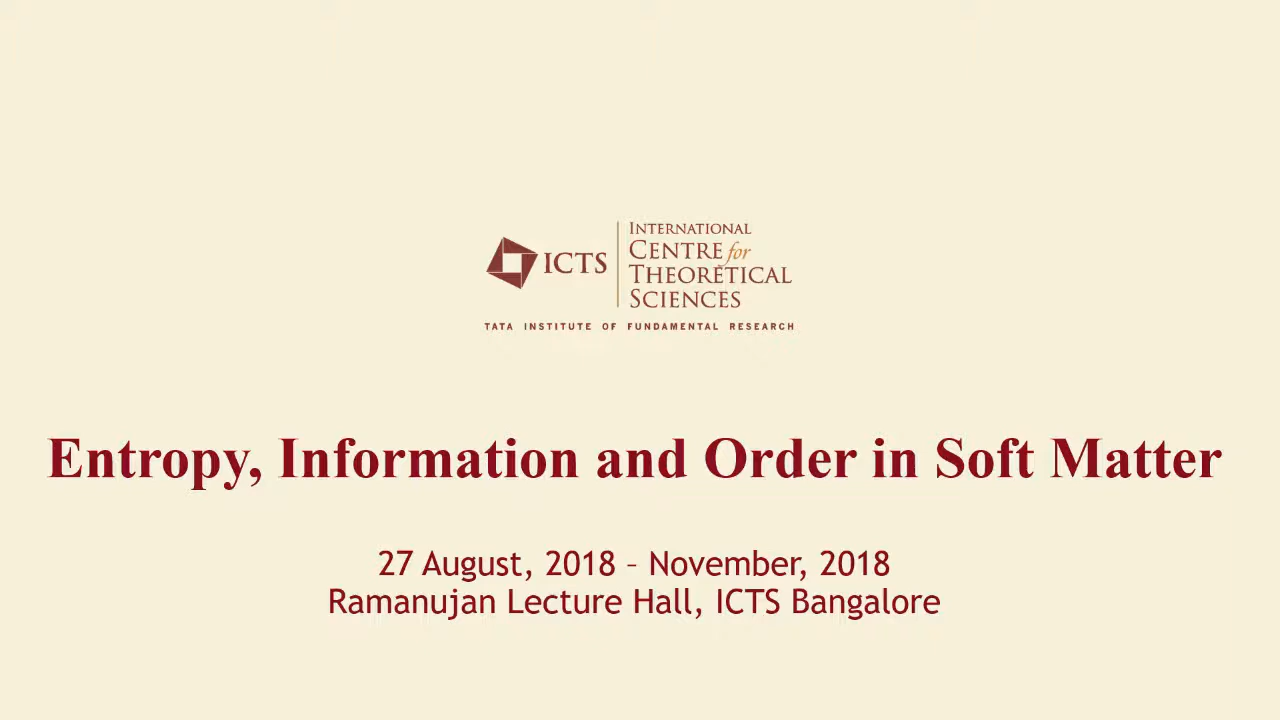 ICTS
INTERNATIONAL
CENTRE for
THEORETICAL
SCIENCES
TATA INSTITUTE OF FUNDAMENTAL RESEARCH
Entropy, Information and Order in Soft Matter
27 August, 2018 – November, 2018
Ramanujan Lecture Hall, ICTS Bangalore